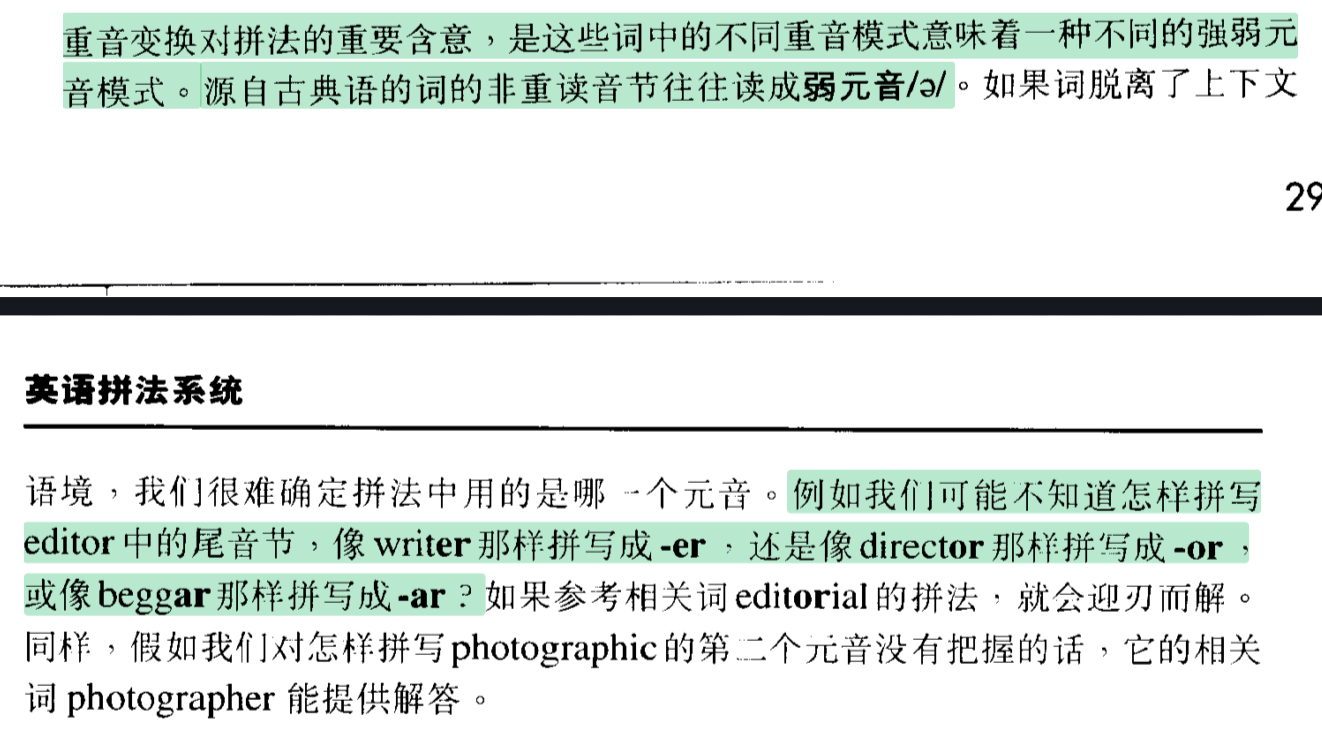 重音变换对拼法的重要含意，是这些词中的不同重音模式意味着一种不同的强弱元
音模式。源自古典语的词的非重读音节往往读成弱元音/ə/。如果词脱离了上下文
29
英语拼法系统
语境，我们很难确定拼法中用的是哪一个元音。例如我们可能不知道怎样拼写
editor 中的尾音节，像 writer 那样拼写成 -er ，还是像 director 那样拼写成 -or ，
或像 beggar 那样拼写成 -ar ？如果参考相关词 editorial 的拼法，就会迎刃而解。
同样，假如我们对怎样拼写 photographic 的第二个元音没有把握的话，它的相关
词 photographer 能提供解答。